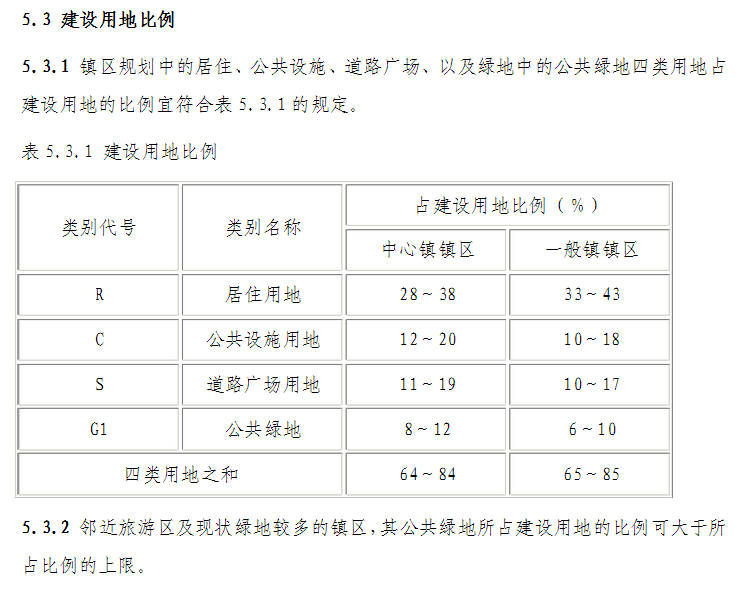 5.3 建设用地比例
5.3.1 镇区规划中的居住、公共设施、道路广场、以及绿地中的公共绿地四类用地占
建设用地的比例宜符合表 5.3.1 的规定。
表 5.3.1 建设用地比例
类别代号 类别名称 占建设用地比例（%）
中心镇镇区 一般镇镇区
R 居住用地 28~38 33~43
C 公共设施用地 12~20 10~18
S 道路广场用地 11~19 10~17
G1 公共绿地 8~12 6~10
四类用地之和 64~84 65~85
5.3.2 邻近旅游区及现状绿地较多的镇区,其公共绿地所占建设用地的比例可大于所
占比例的上限。